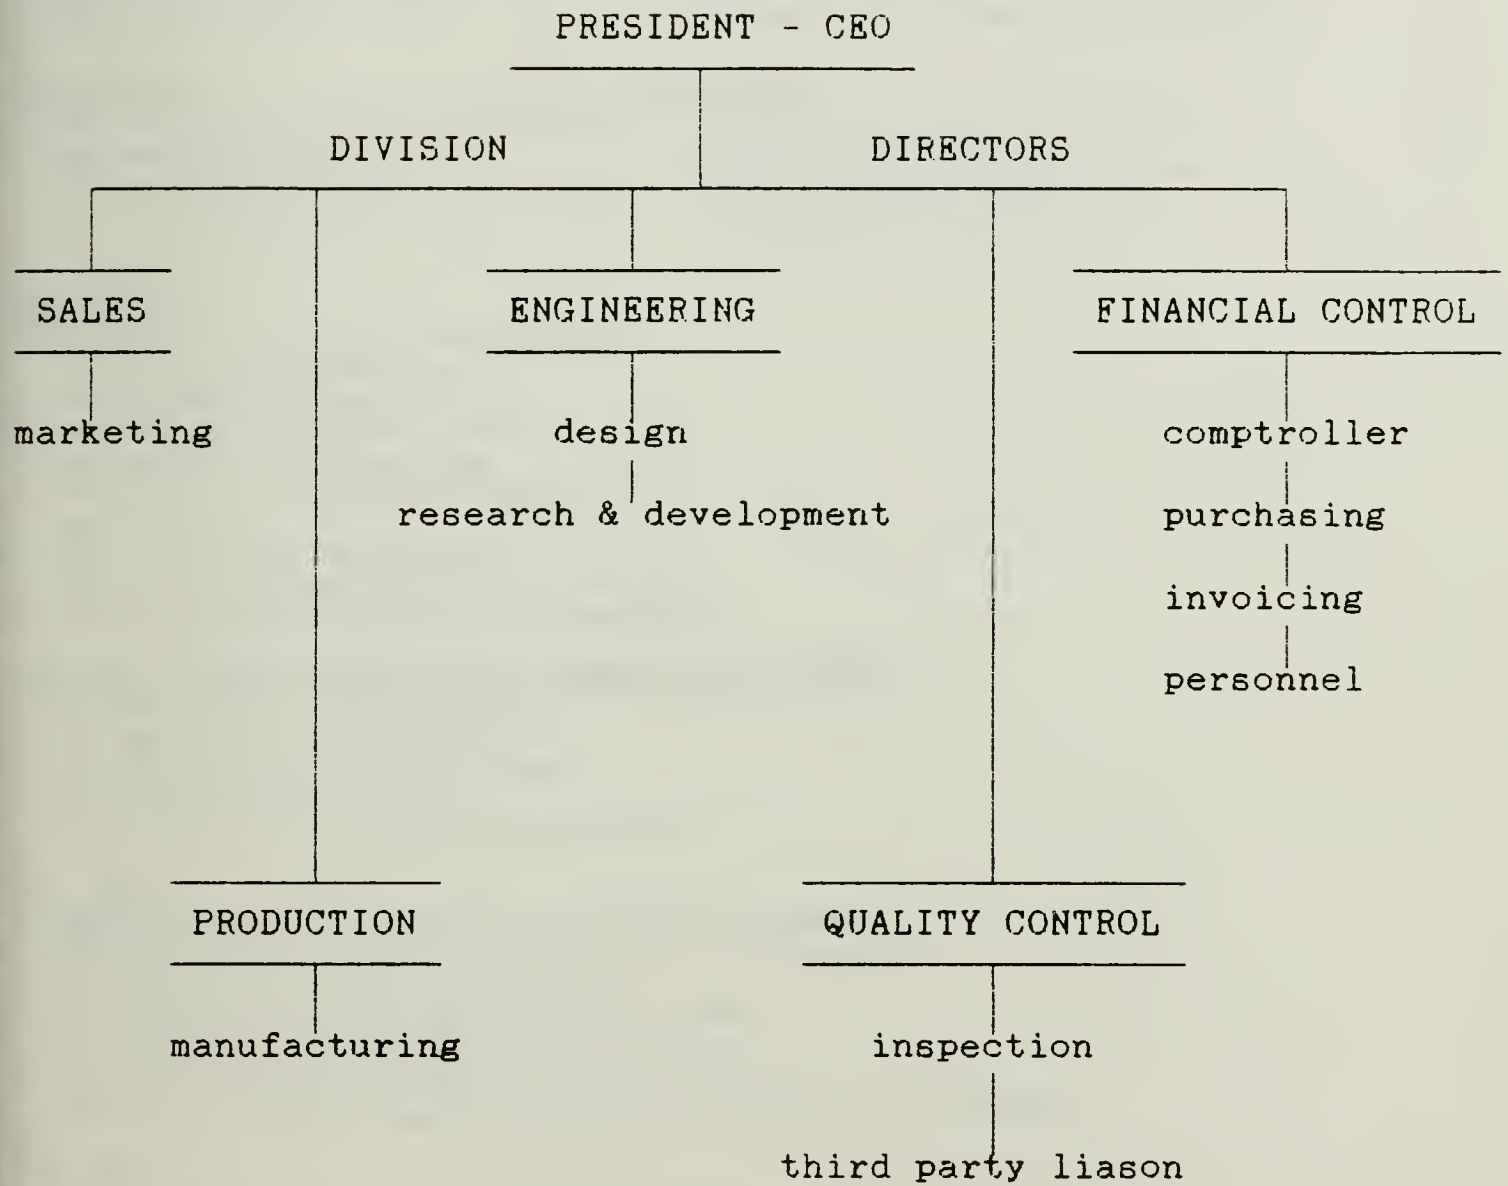 PRESIDENT - CEO
DIVISION DIRECTORS
SALES ENGINEERING FINANCIAL CONTROL
marketing design comptroller
research & development purchasing
invoicing
personnel
PRODUCTION QUALITY CONTROL
manufacturing inspection
third party liason